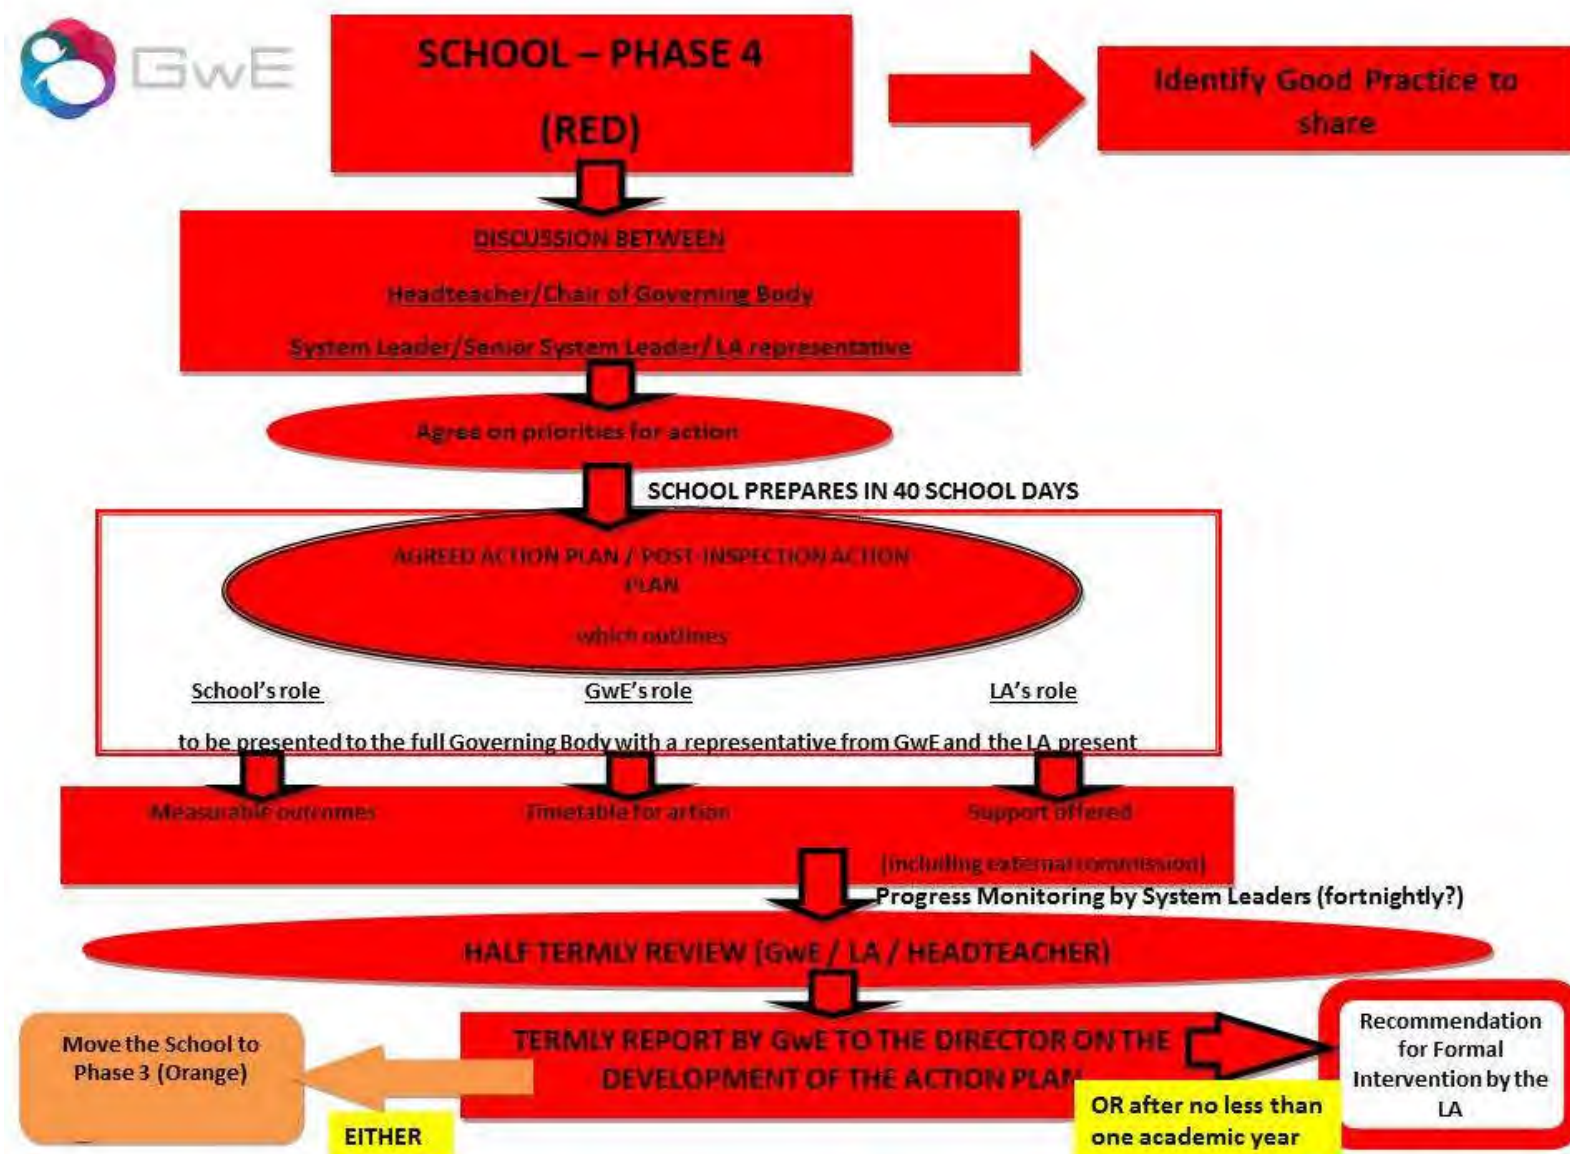 GwE
SCHOOL – PHASE 4
(RED)
Identify Good Practice to
share
DISCUSSION BETWEEN
Headteacher/Chair of Governing Body
System Leader/Senior System Leader/ LA representative
Agree on priorities for action
SCHOOL PREPARES IN 40 SCHOOL DAYS
AGREED ACTION PLAN / POST-INSPECTION ACTION
PLAN
which outlines
School's role
GwE's role
LA's role
to be presented to the full Governing Body with a representative from GwE and the LA present
Measurable outcomes
Timetable for action
Support offered
(including external commission)
Progress Monitoring by System Leaders (fortnightly?)
HALF TERMLY REVIEW (GwE / LA / HEADTEACHER)
Move the School to
Phase 3 (Orange)
TERMLY REPORT BY GwE TO THE DIRECTOR ON THE
DEVELOPMENT OF THE ACTION PLAN
Recommendation
for Formal
Intervention by the
LA
EITHER
OR after no less than
one academic year